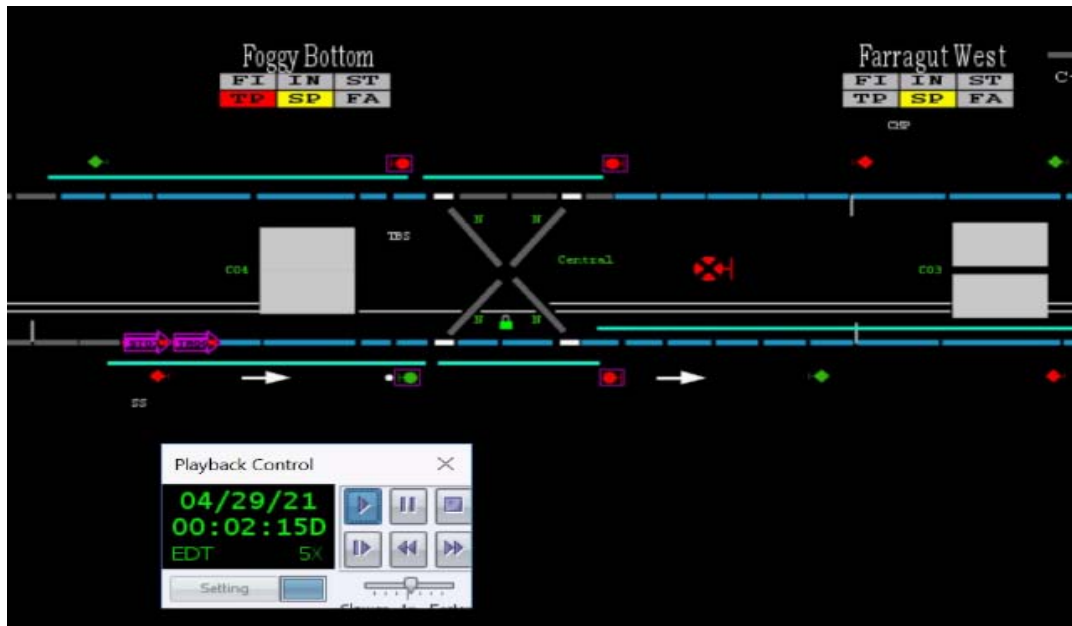 Foggy Bottom
FI IN ST
TP SP FA
Farragut West
FI IN ST
TP SP FA
CMP
N N
TBS
Central
C04
C03
N N
SS
Playback Control
04/29/21
00:02:15D
EDT 5X
Setting